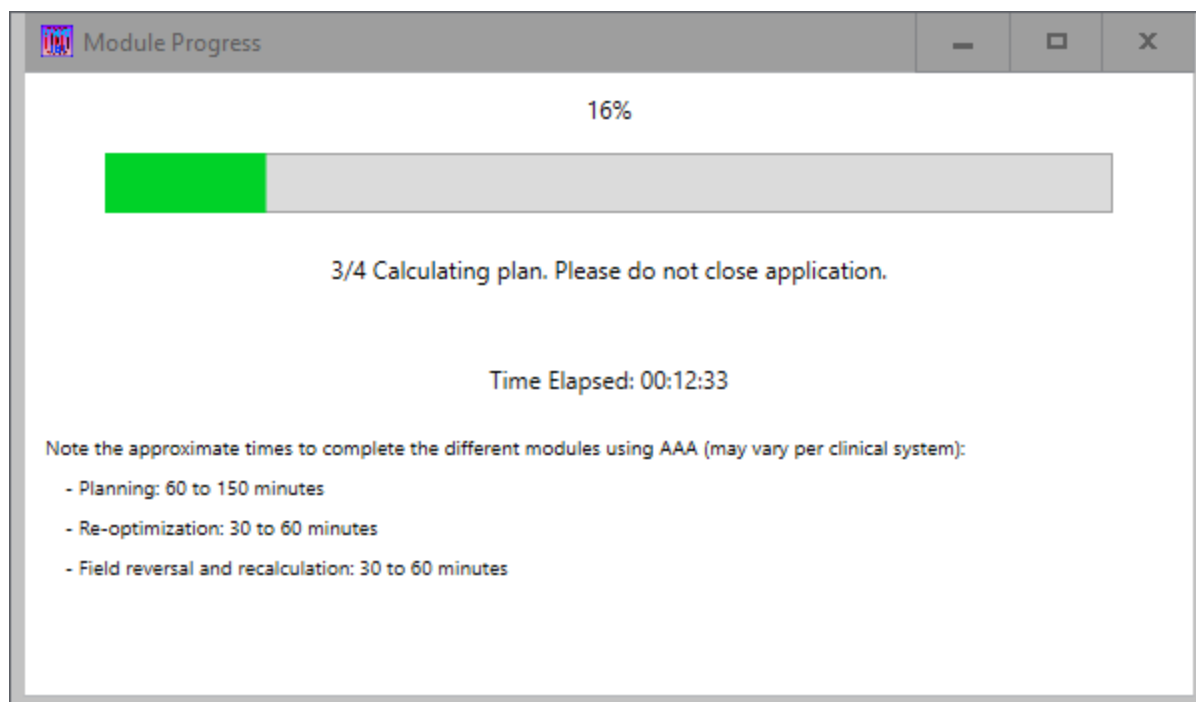 Module Progress
16%
3/4 Calculating plan. Please do not close application.
Time Elapsed: 00:12:33
Note the approximate times to complete the different modules using AAA (may vary per clinical system):
- Planning: 60 to 150 minutes
- Re-optimization: 30 to 60 minutes
- Field reversal and recalculation: 30 to 60 minutes